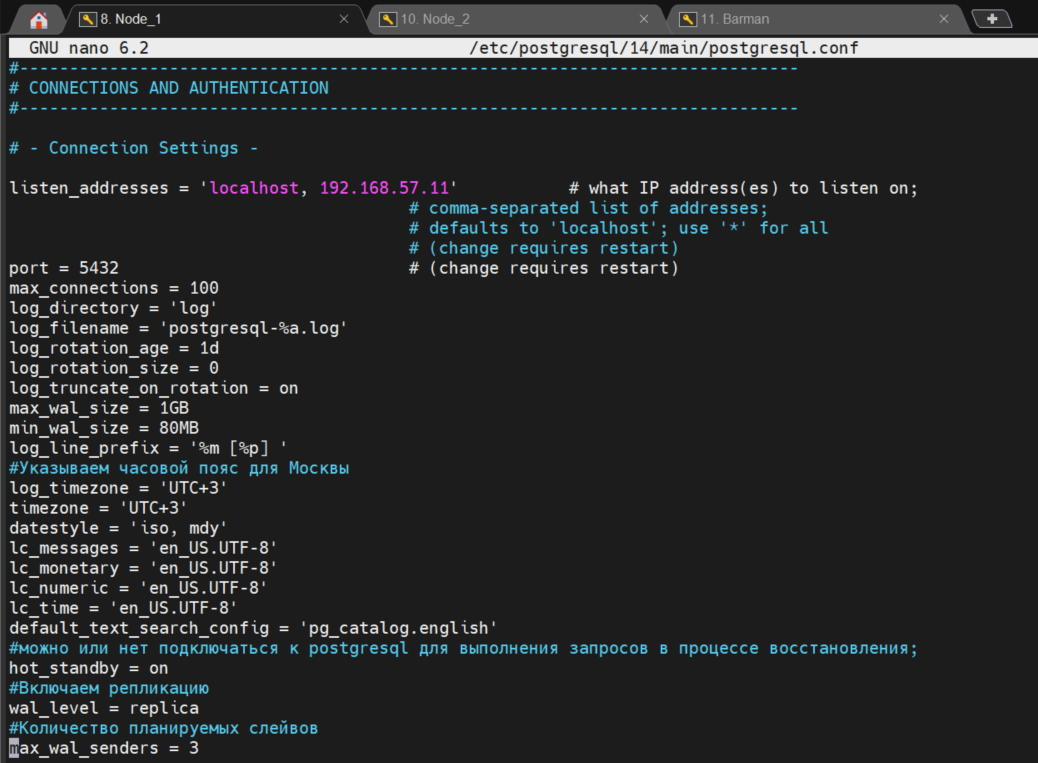 8. Node_1
10. Node_2
11. Barman
GNU nano 6.2 /etc/postgresql/14/main/postgresql.conf
#------------------------------------------------------------------------------
# CONNECTIONS AND AUTHENTICATION
#------------------------------------------------------------------------------
# - Connection Settings -
listen_addresses = 'localhost, 192.168.57.11' # what IP address(es) to listen on;
# comma-separated list of addresses;
# defaults to 'localhost'; use '*' for all
# (change requires restart)
port = 5432 # (change requires restart)
max_connections = 100
log_directory = 'log'
log_filename = 'postgresql-%a.log'
log_rotation_age = 1d
log_rotation_size = 0
log_truncate_on_rotation = on
max_wal_size = 1GB
min_wal_size = 80MB
log_line_prefix = '%m [%p] '
#Указываем часовой пояс для Москвы
log_timezone = 'UTC+3'
timezone = 'UTC+3'
datestyle = 'iso, mdy'
lc_messages = 'en_US.UTF-8'
lc_monetary = 'en_US.UTF-8'
lc_numeric = 'en_US.UTF-8'
lc_time = 'en_US.UTF-8'
default_text_search_config = 'pg_catalog.english'
#можно или нет подключаться к postgresql для выполнения запросов в процессе восстановления;
hot_standby = on
#Включаем репликацию
wal_level = replica
#Количество планируемых слейвов
max_wal_senders = 3